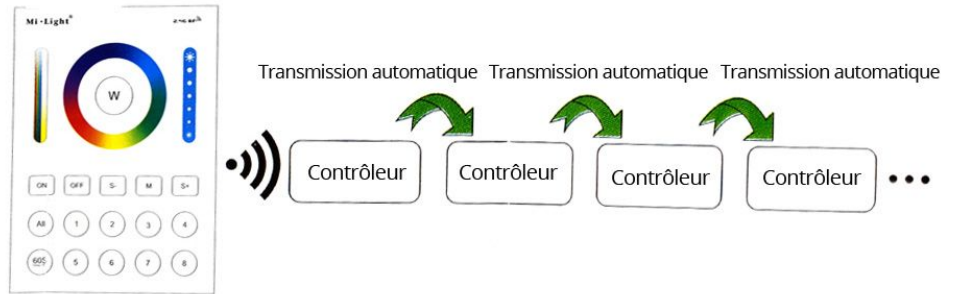 Mi-Light®
Transmission automatique Transmission automatique Transmission automatique
W
Contrôleur Contrôleur Contrôleur Contrôleur
ON OFF S- M S+
All 1 2 3 4
60S 5 6 7 8